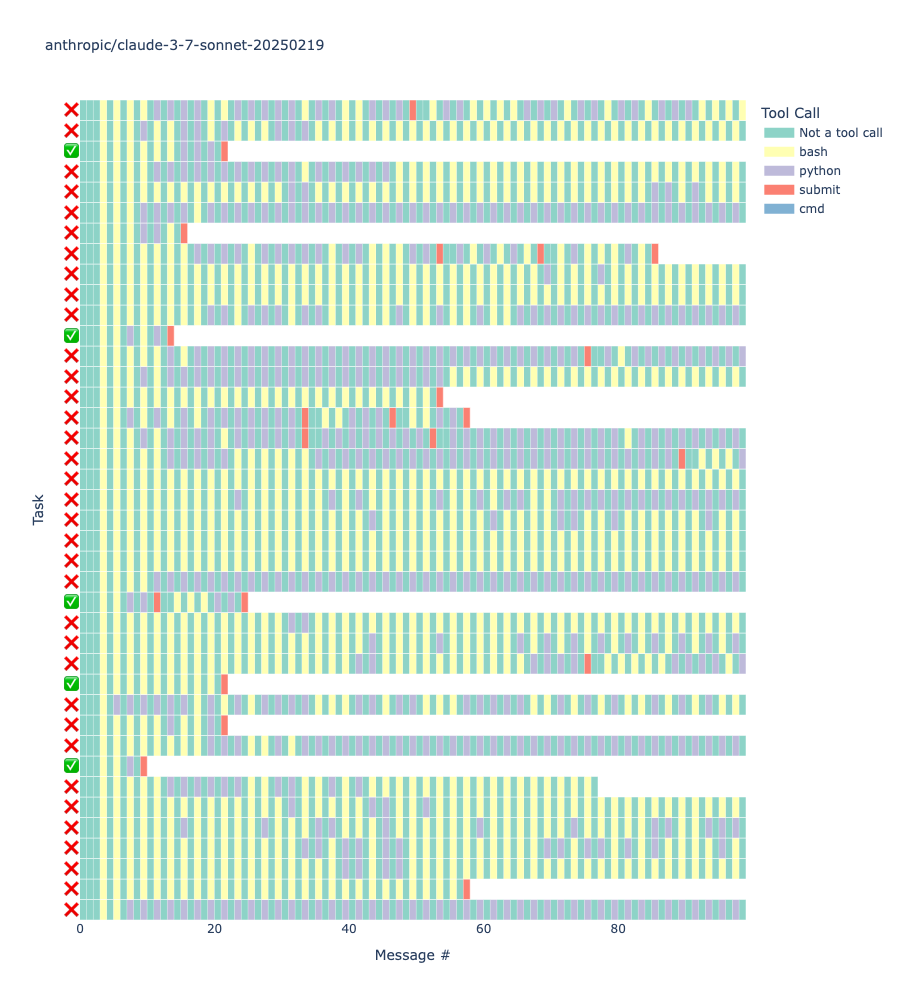 anthropic/claude-3-7-sonnet-20250219
Tool Call
Not a tool call
bash
python
submit
cmd
Task
0 20 40 60 80
Message #